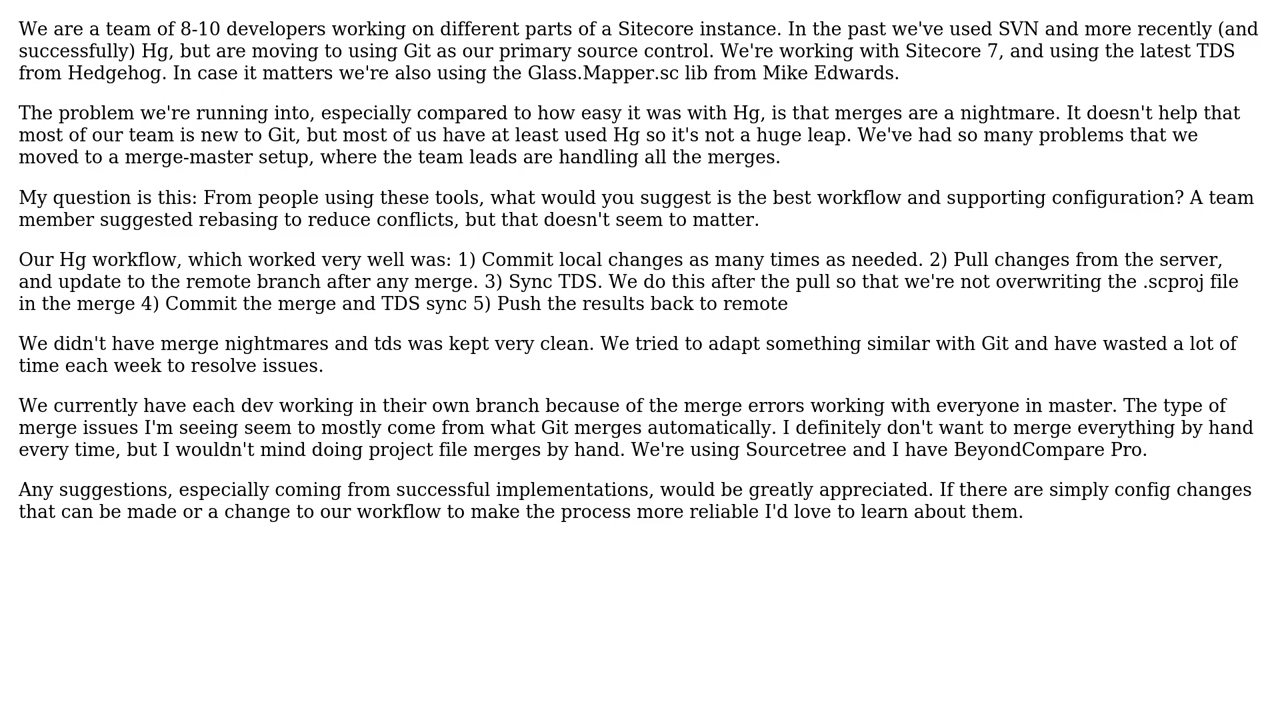 We are a team of 8-10 developers working on different parts of a Sitecore instance. In the past we've used SVN and more recently (and
successfully) Hg, but are moving to using Git as our primary source control. We're working with Sitecore 7, and using the latest TDS
from Hedgehog. In case it matters we're also using the Glass.Mapper.sc lib from Mike Edwards.
The problem we're running into, especially compared to how easy it was with Hg, is that merges are a nightmare. It doesn't help that
most of our team is new to Git, but most of us have at least used Hg so it's not a huge leap. We've had so many problems that we
moved to a merge-master setup, where the team leads are handling all the merges.
My question is this: From people using these tools, what would you suggest is the best workflow and supporting configuration? A team
member suggested rebasing to reduce conflicts, but that doesn't seem to matter.
Our Hg workflow, which worked very well was: 1) Commit local changes as many times as needed. 2) Pull changes from the server,
and update to the remote branch after any merge. 3) Sync TDS. We do this after the pull so that we're not overwriting the .scproj file
in the merge 4) Commit the merge and TDS sync 5) Push the results back to remote
We didn't have merge nightmares and tds was kept very clean. We tried to adapt something similar with Git and have wasted a lot of
time each week to resolve issues.
We currently have each dev working in their own branch because of the merge errors working with everyone in master. The type of
merge issues I'm seeing seem to mostly come from what Git merges automatically. I definitely don't want to merge everything by hand
every time, but I wouldn't mind doing project file merges by hand. We're using Sourcetree and I have BeyondCompare Pro.
Any suggestions, especially coming from successful implementations, would be greatly appreciated. If there are simply config changes
that can be made or a change to our workflow to make the process more reliable I'd love to learn about them.